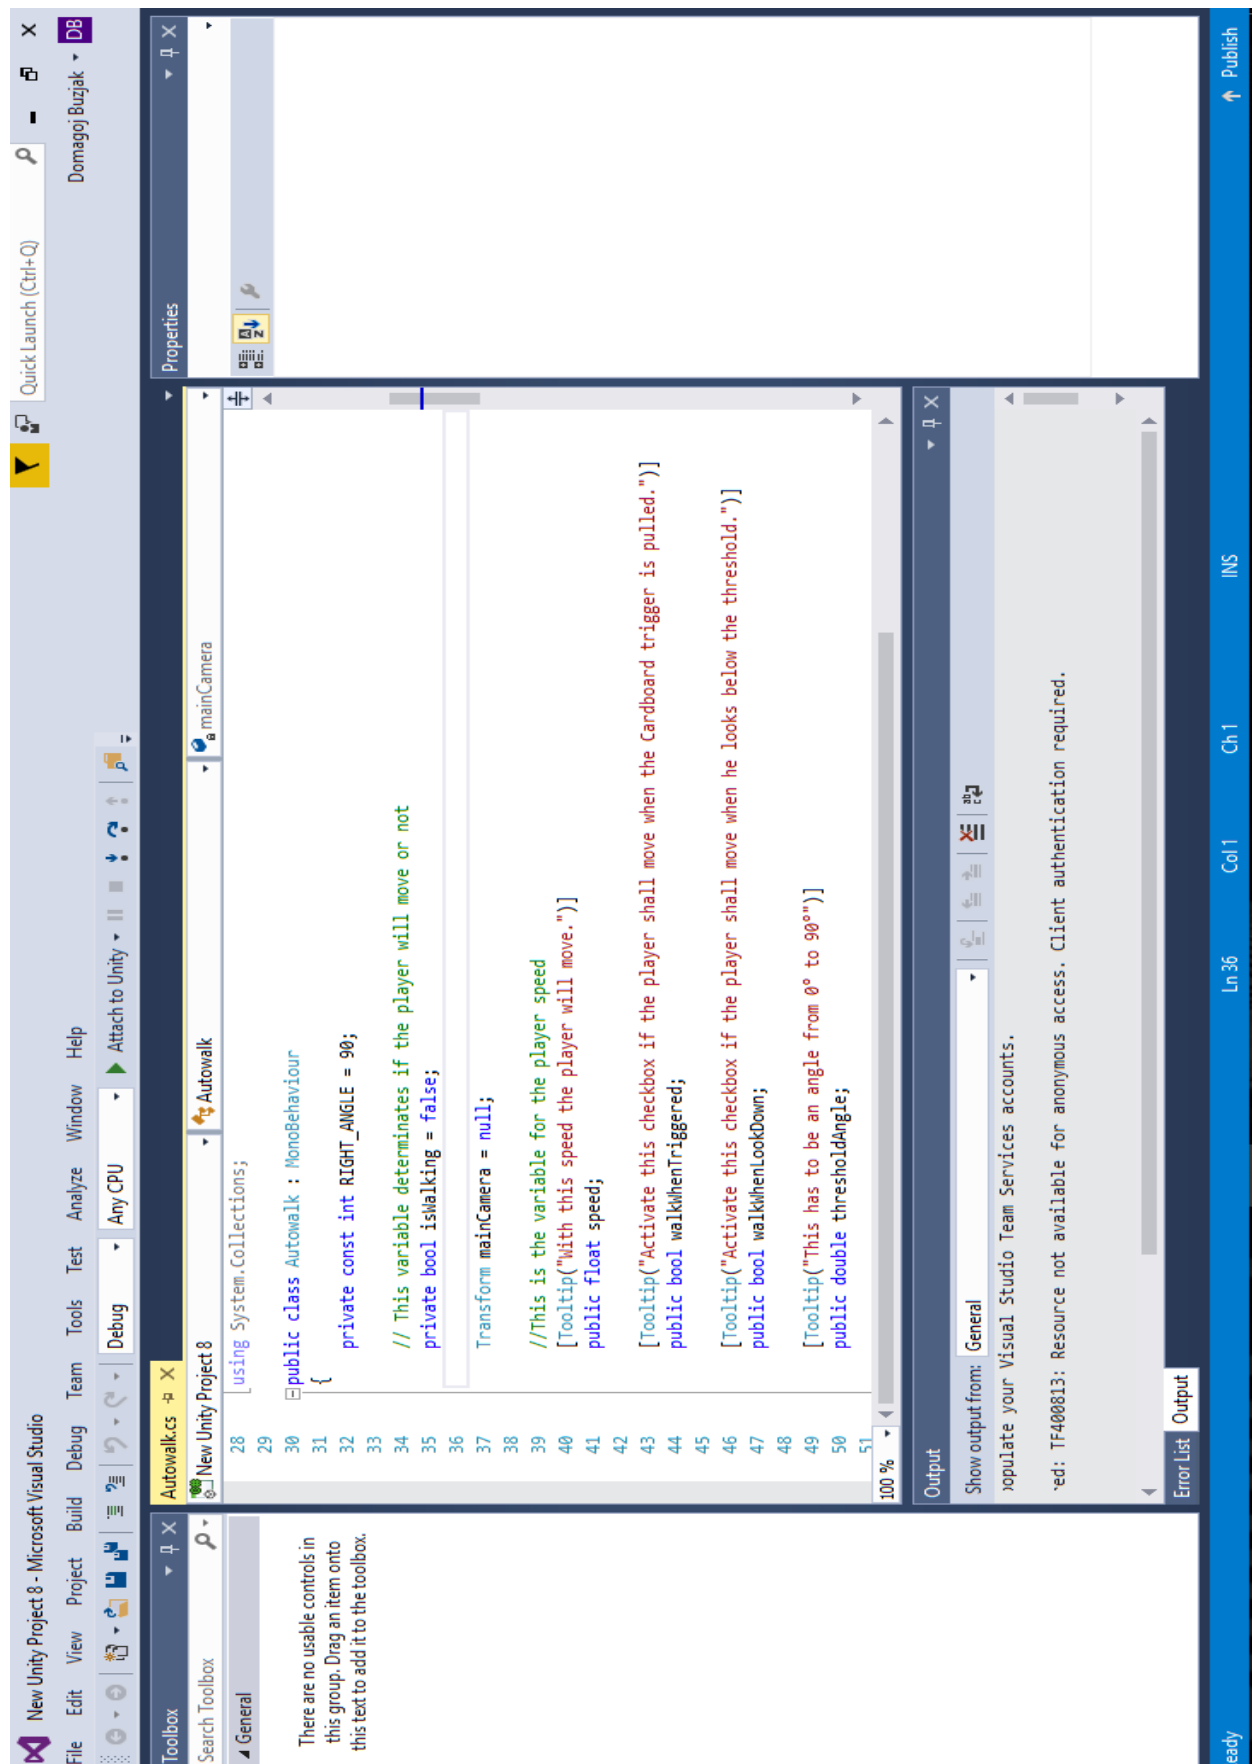 New Unity Project 8 - Microsoft Visual Studio
Quick Launch (Ctrl+Q)
File Edit View Project Build Debug Team Tools Test Analyze Window Help
Domagoj Buzjak DB
Debug Any CPU Attach to Unity
Toolbox
Search Toolbox
General
There are no usable controls in
this group. Drag an item onto
this text to add it to the toolbox.
Autowalk.cs
New Unity Project 8 Autowalk mainCamera
28 using System.Collections;
29
30 public class Autowalk : MonoBehaviour
31 {
32 private const int RIGHT_ANGLE = 90;
33
34 // This variable determinates if the player will move or not
35 private bool isWalking = false;
36
37 Transform mainCamera = null;
38
39 //This is the variable for the player speed
40 [Tooltip("With this speed the player will move.")]
41 public float speed;
42
43 [Tooltip("Activate this checkbox if the player shall move when the Cardboard trigger is pulled.")]
44 public bool walkWhenTriggered;
45
46 [Tooltip("Activate this checkbox if the player shall move when he looks below the threshold.")]
47 public bool walkWhenLookDown;
48
49 [Tooltip("This has to be an angle from 0° to 90°")]
50 public double thresholdAngle;
51
100 %
Properties
Output
Show output from: General
populate your Visual Studio Team Services accounts.
ed: TF400813: Resource not available for anonymous access. Client authentication required.
Error List Output
eady Ln 36 Col 1 Ch 1 INS Publish